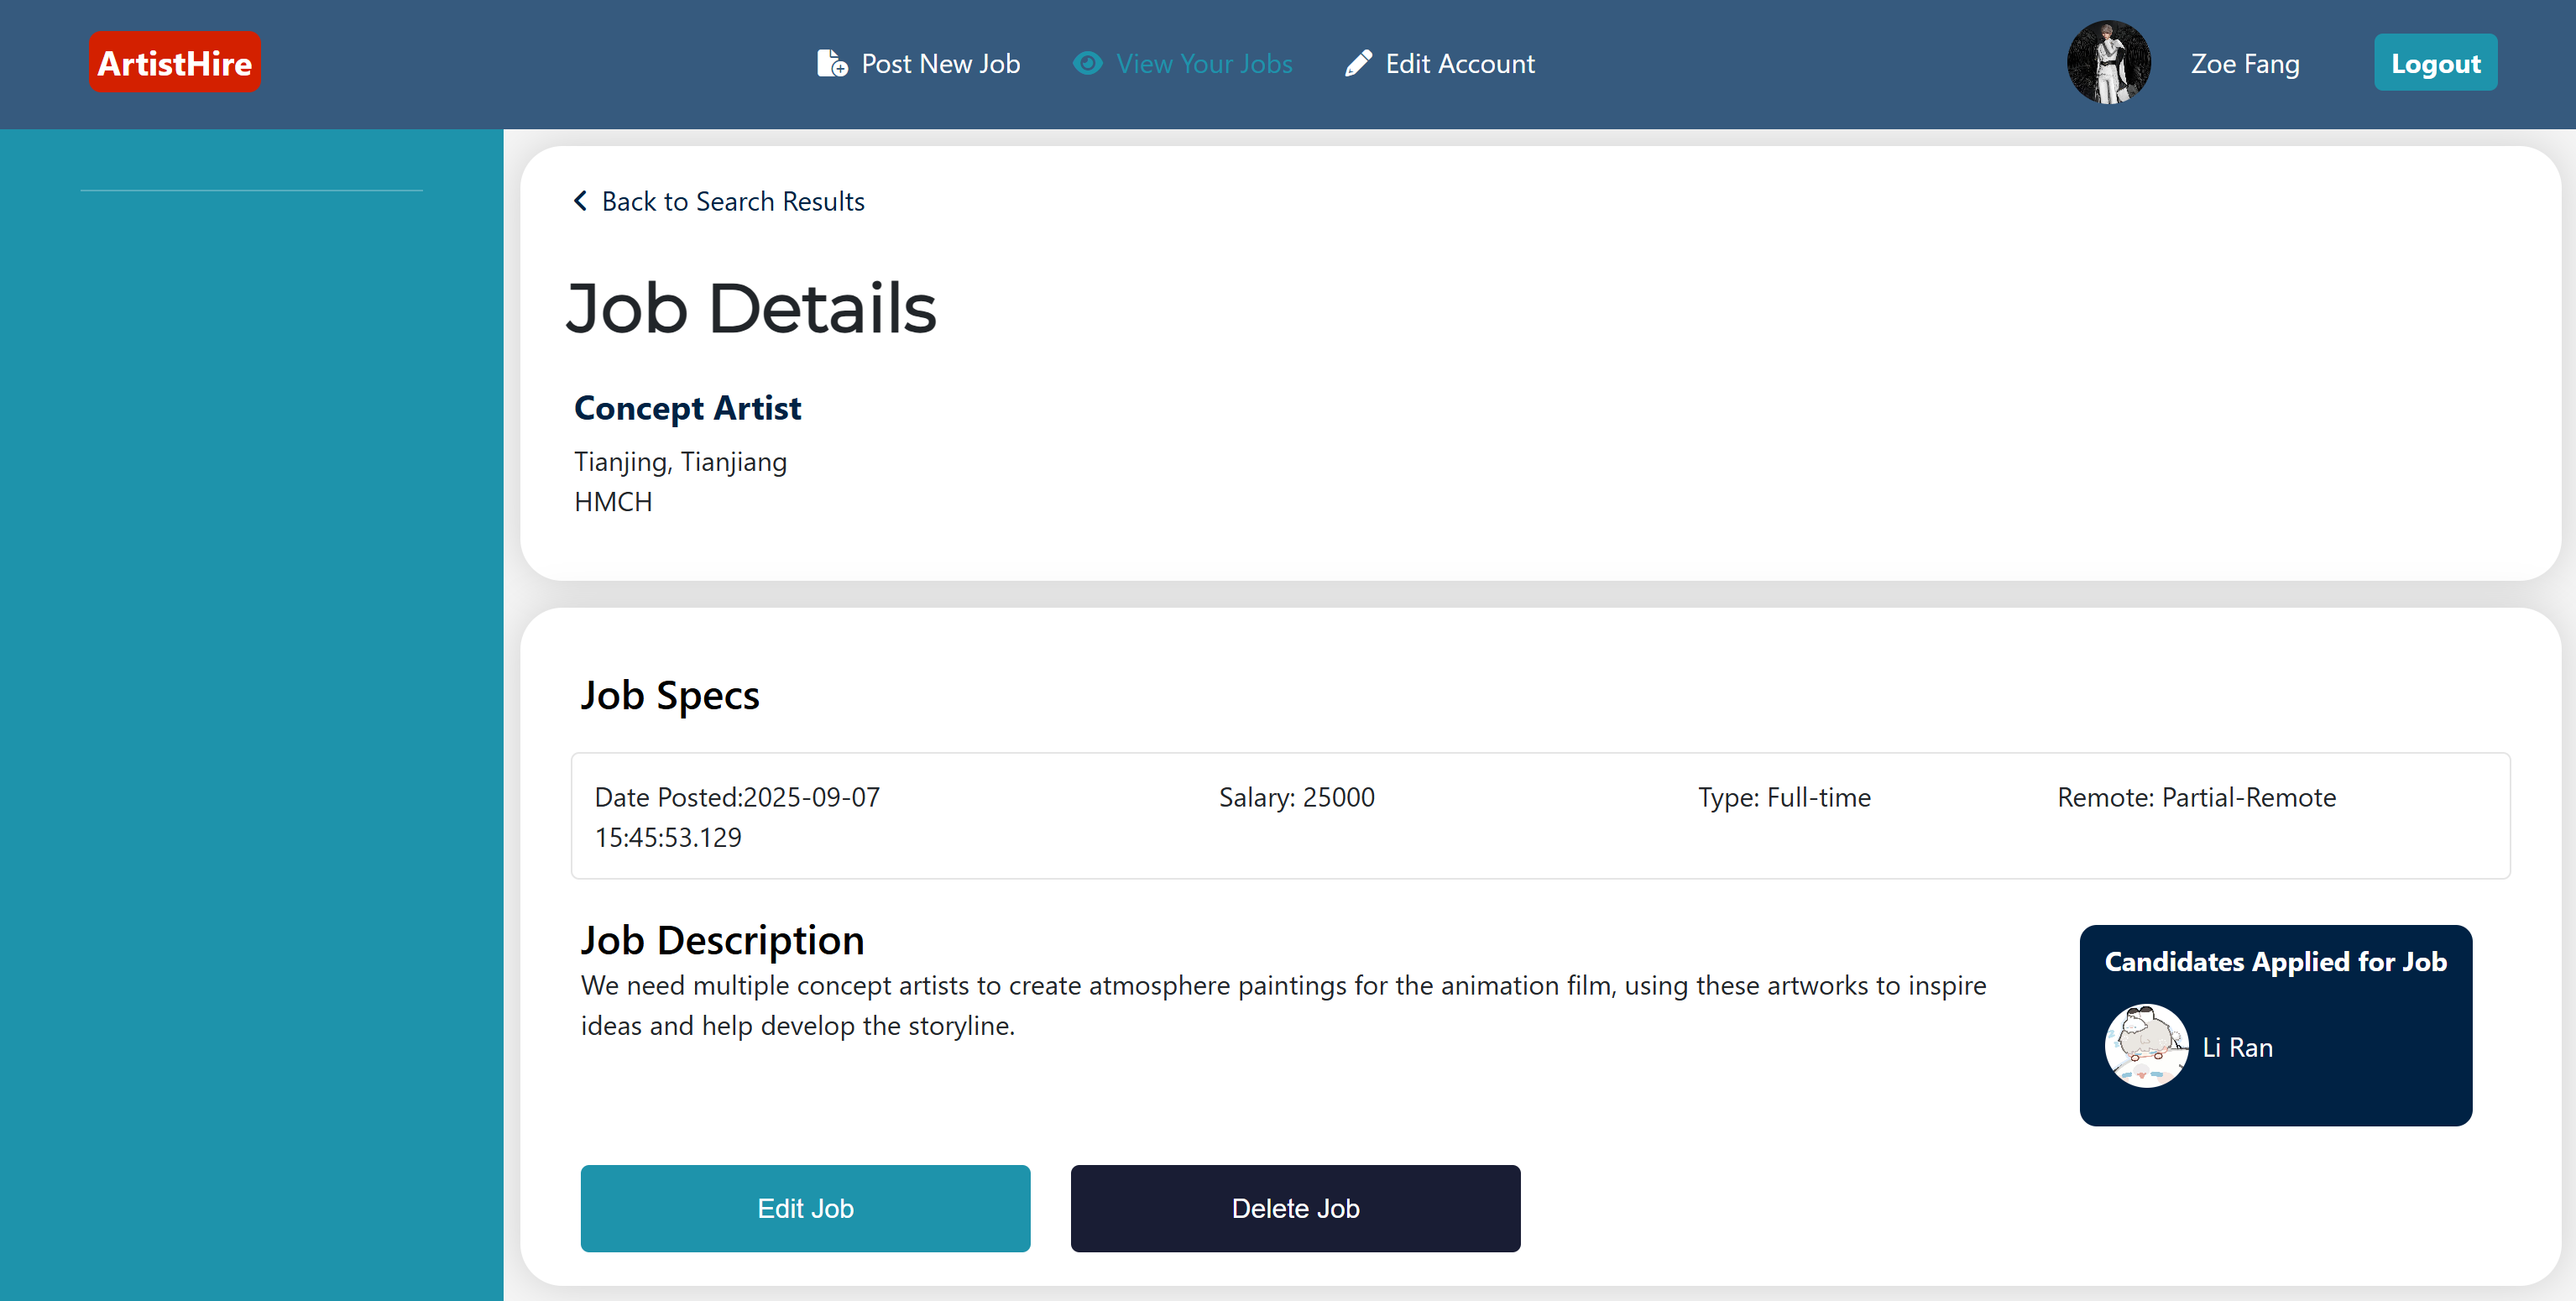 ArtistHire
Post New Job
View Your Jobs
Edit Account
Zoe Fang
Logout
Back to Search Results
Job Details
Concept Artist
Tianjing, Tianjiang
HMCH
Job Specs
Date Posted:2025-09-07
15:45:53.129
Salary: 25000
Type: Full-time
Remote: Partial-Remote
Job Description
We need multiple concept artists to create atmosphere paintings for the animation film, using these artworks to inspire
ideas and help develop the storyline.
Candidates Applied for Job
Li Ran
Edit Job
Delete Job